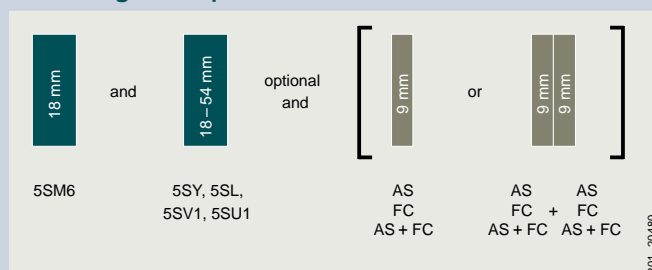 18 mm
and
18 – 54 mm
optional
and
9 mm
or
9 mm
9 mm
5SM6
5SY, 5SL,
5SV1, 5SU1
AS
FC
AS + FC
AS AS
FC + FC
AS + FC AS + FC